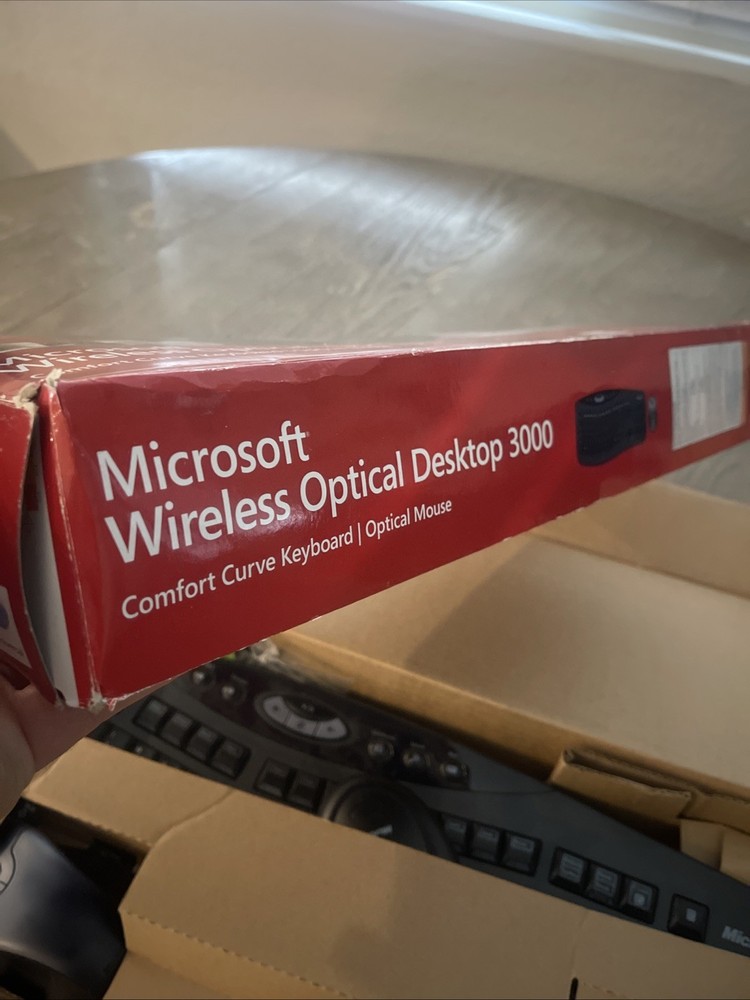 Microsoft
Wireless Optical Desktop 3000
Comfort Curve Keyboard | Optical Mouse